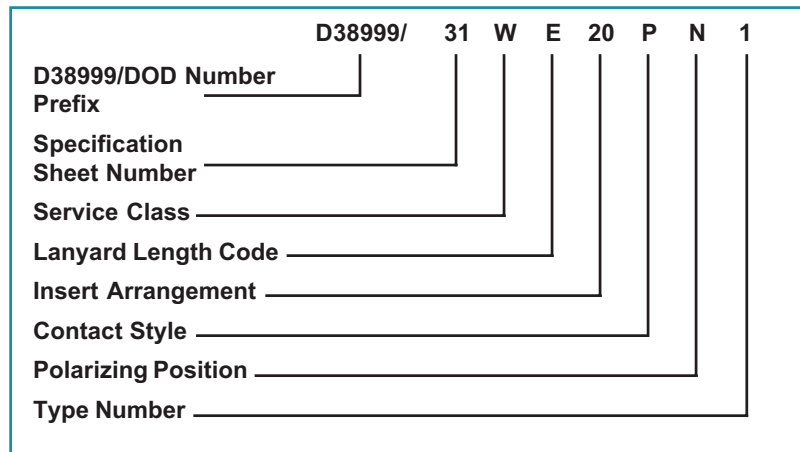 D38999/ 31 W E 20 P N 1
D38999/DOD Number
Prefix
Specification
Sheet Number
Service Class
Lanyard Length Code
Insert Arrangement
Contact Style
Polarizing Position
Type Number